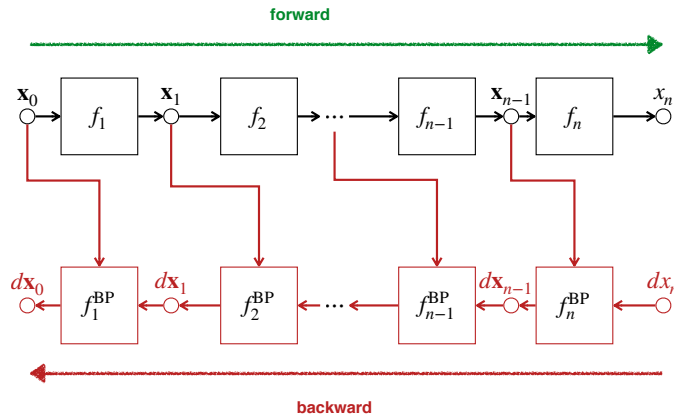 forward
𝐱₀ 𝐱₁ 𝐱ₙ₋₁ xₙ
f₁ f₂ ... fₙ₋₁ fₙ
d𝐱₀ d𝐱₁ d𝐱ₙ₋₁ dxₙ
f₁ᴮᴾ f₂ᴮᴾ ... fₙ₋₁ᴮᴾ fₙᴮᴾ
backward